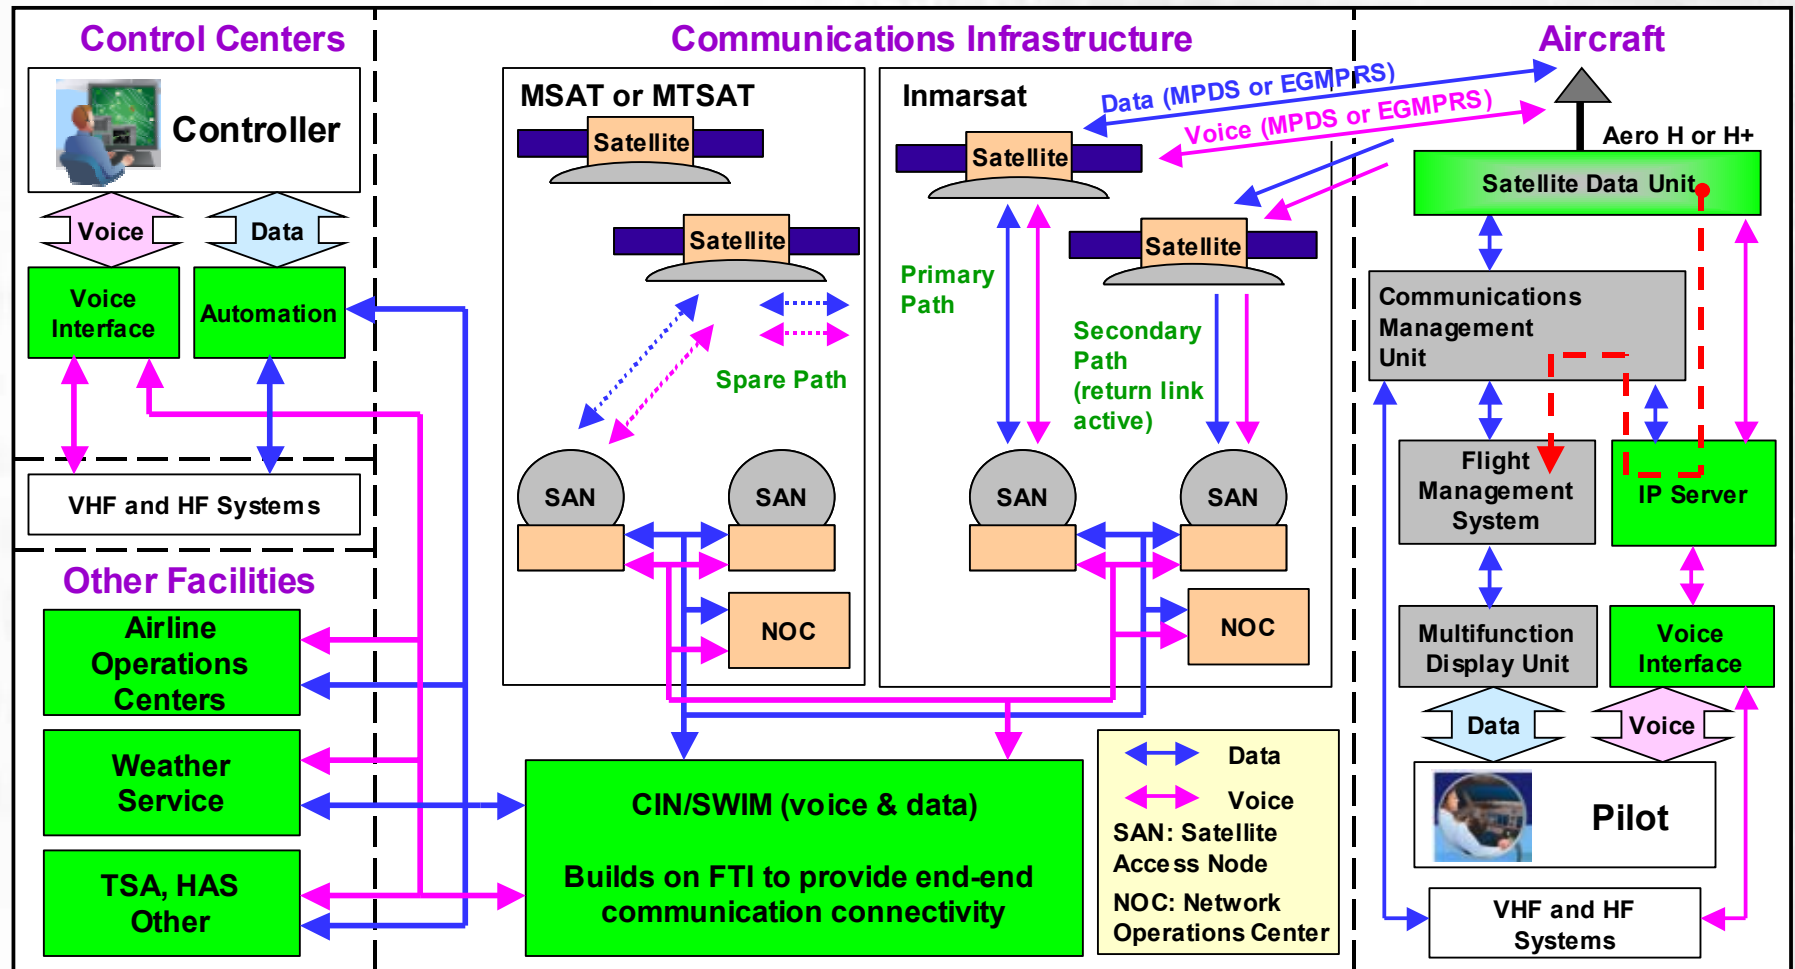 Control Centers
Controller
Voice
Data
Voice
Interface
Automation
VHF and HF Systems
Other Facilities
Airline
Operations
Centers
Weather
Service
TSA, HAS
Other
Communications Infrastructure
MSAT or MTSAT
Satellite
Satellite
Spare Path
SAN
SAN
NOC
Inmarsat
Data (MPDS or EGMPRS)
Voice (MPDS or EGMPRS)
Satellite
Satellite
Primary
Path
Secondary
Path
(return link
active)
SAN
SAN
NOC
CIN/SWIM (voice & data)
Builds on FTI to provide end-end
communication connectivity
Data
Voice
SAN: Satellite
Access Node
NOC: Network
Operations Center
Aircraft
Aero H or H+
Satellite Data Unit
Communications
Management
Unit
Flight
Management
System
IP Server
Multifunction
Display Unit
Voice
Interface
Data
Voice
Pilot
VHF and HF
Systems